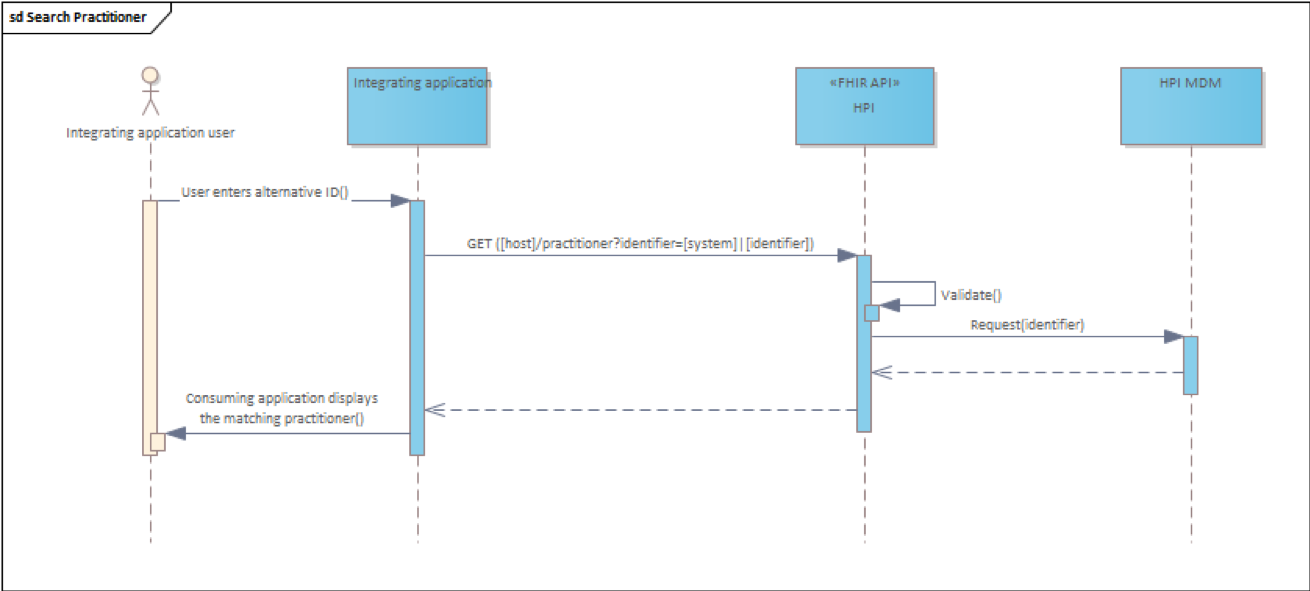 sd Search Practitioner
Integrating application user
Integrating application
«FHIR API»
HPI
HPI MDM
User enters alternative ID()
GET ([host]/practitioner?identifier=[system]|[identifier])
Validate()
Request(identifier)
Consuming application displays
the matching practitioner()